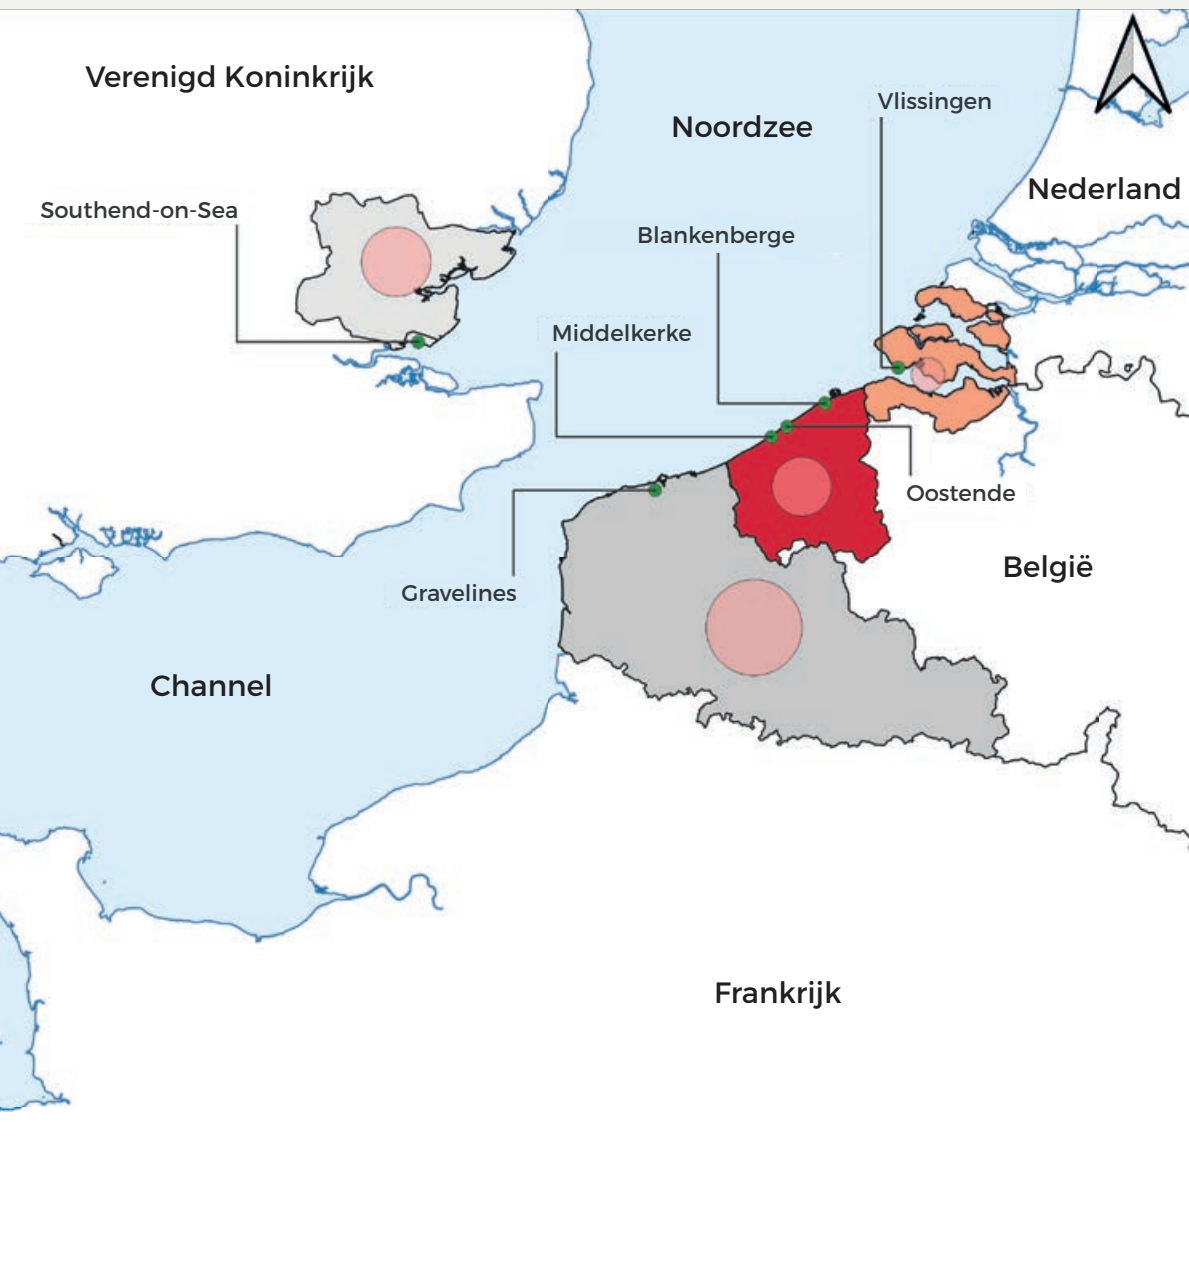 Verenigd Koninkrijk
Vlissingen
Noordzee
Nederland
Southend-on-Sea
Blankenberge
Middelkerke
Oostende
België
Gravelines
Channel
Frankrijk